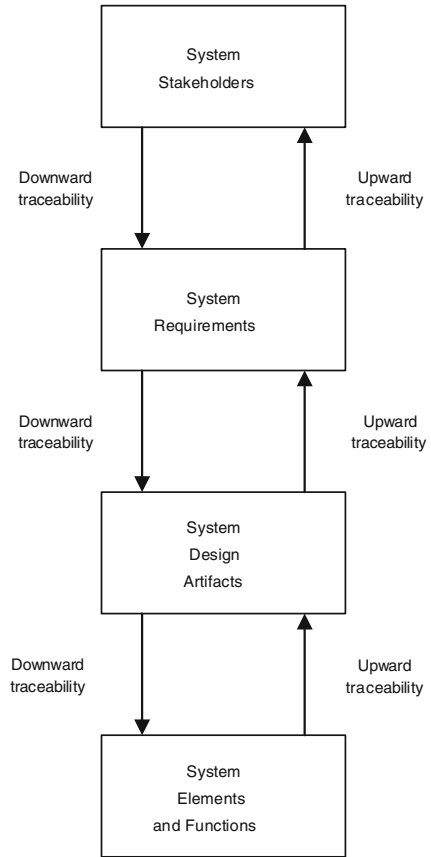 System
Stakeholders
Downward
traceability
Upward
traceability
System
Requirements
Downward
traceability
Upward
traceability
System
Design
Artifacts
Downward
traceability
Upward
traceability
System
Elements
and Functions